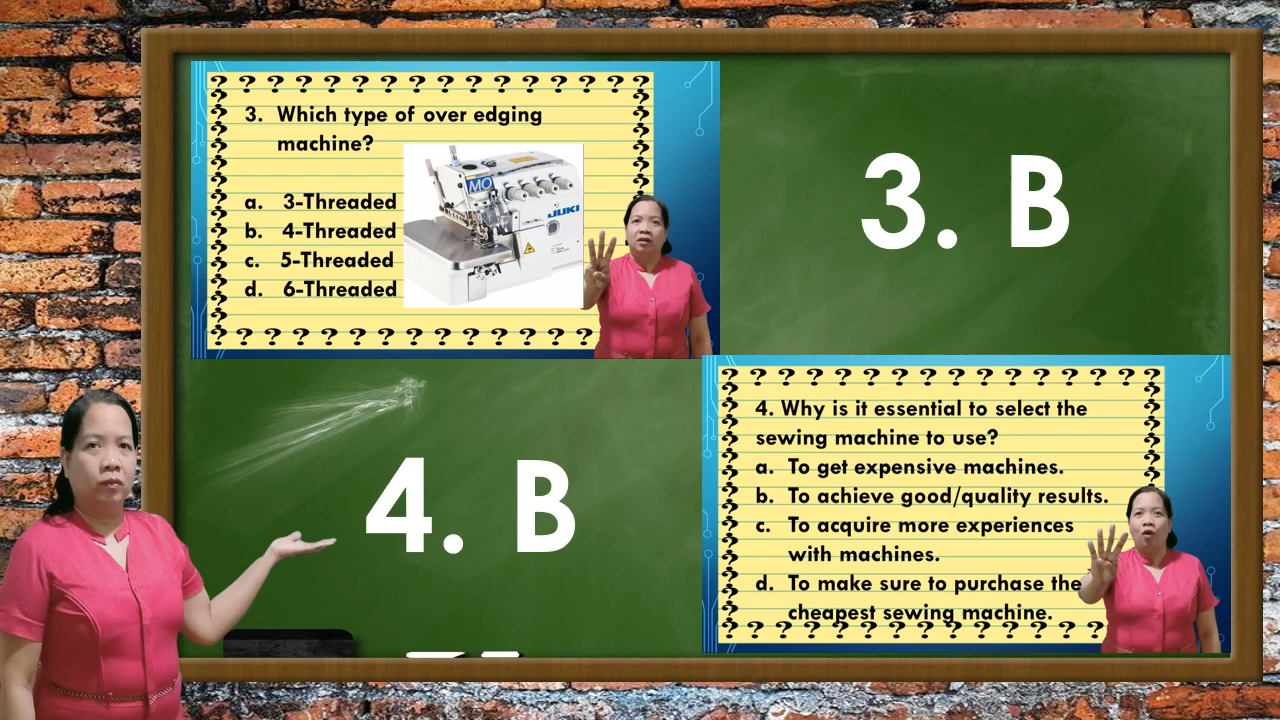 3. Which type of over edging
machine?
a. 3-Threaded
b. 4-Threaded
c. 5-Threaded
d. 6-Threaded
MO
JUKI
3. B
4. B
4. Why is it essential to select the
sewing machine to use?
a. To get expensive machines.
b. To achieve good/quality results.
c. To acquire more experiences
with machines.
d. To make sure to purchase the
cheapest sewing machine.